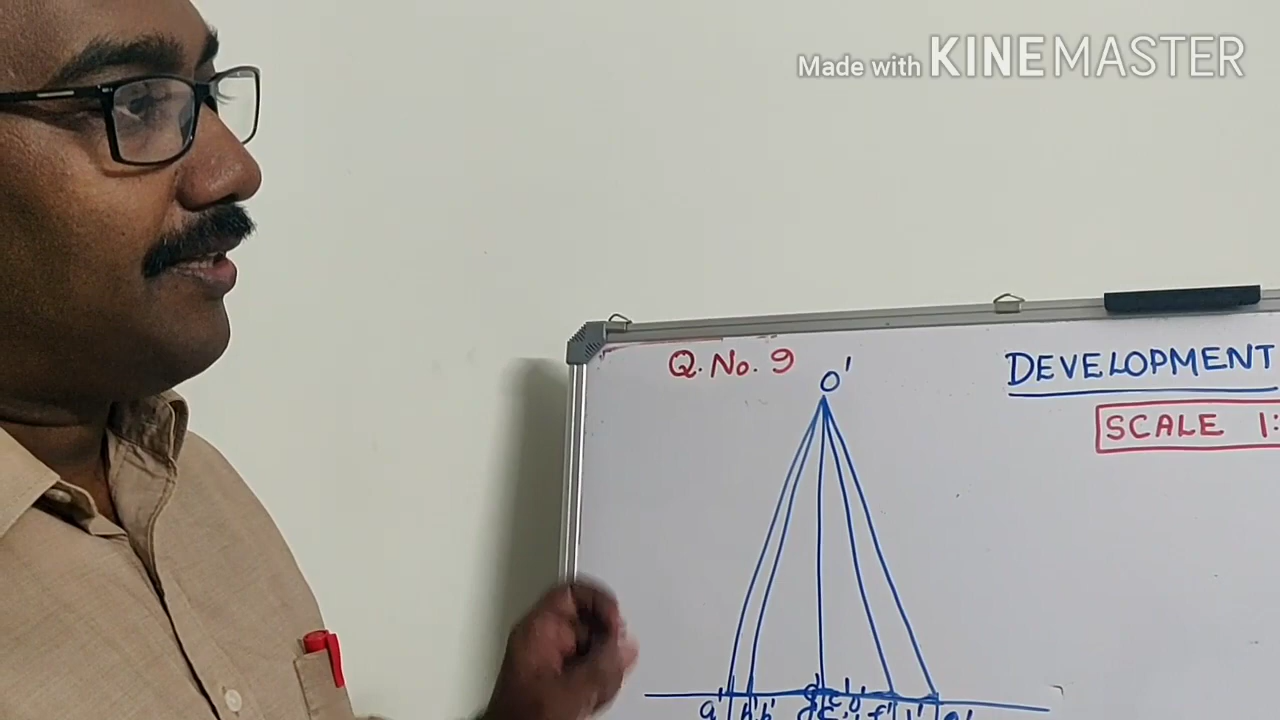 Made with KINEMASTER
Q. No. 9
DEVELOPMENT
SCALE 1:
O'
a'